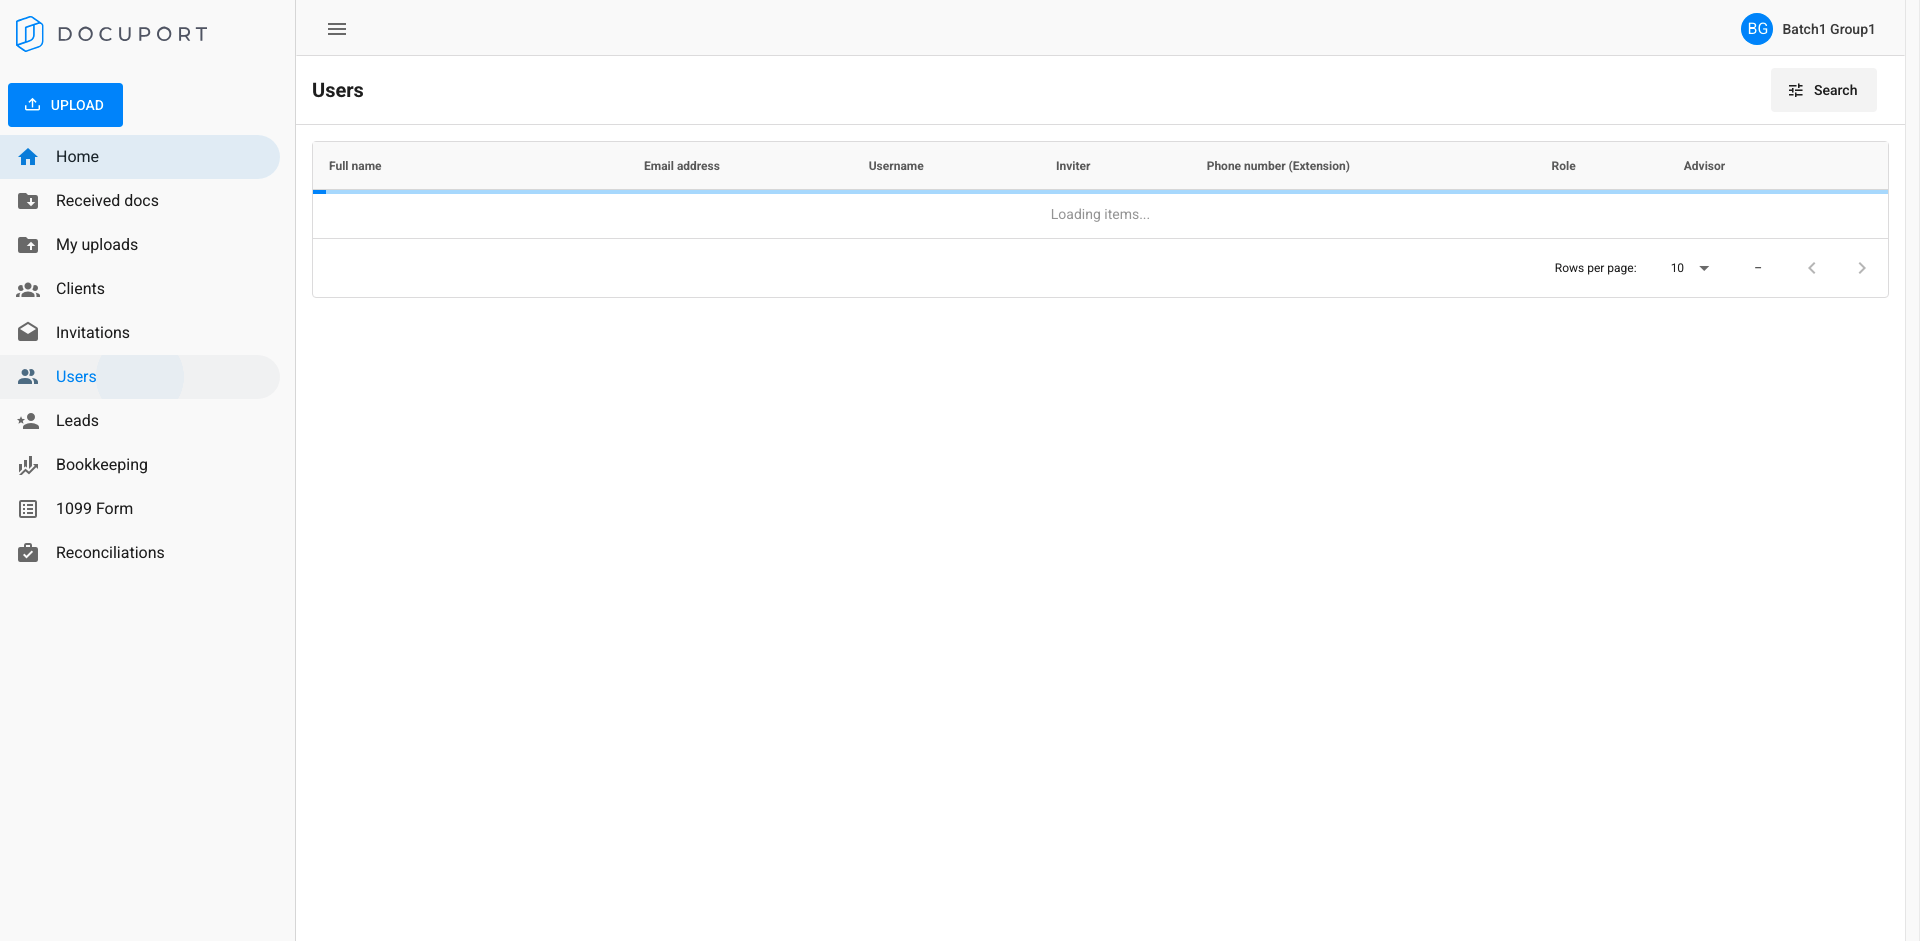 DOCUPORT
BG Batch1 Group1
UPLOAD
Home
Received docs
My uploads
Clients
Invitations
Users
Leads
Bookkeeping
1099 Form
Reconciliations
Users
Search
Full name Email address Username Inviter Phone number (Extension) Role Advisor
Loading items...
Rows per page: 10 –